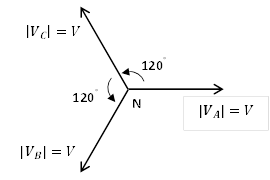 |V_C| = V
120°
120°
N
|V_A| = V
|V_B| = V